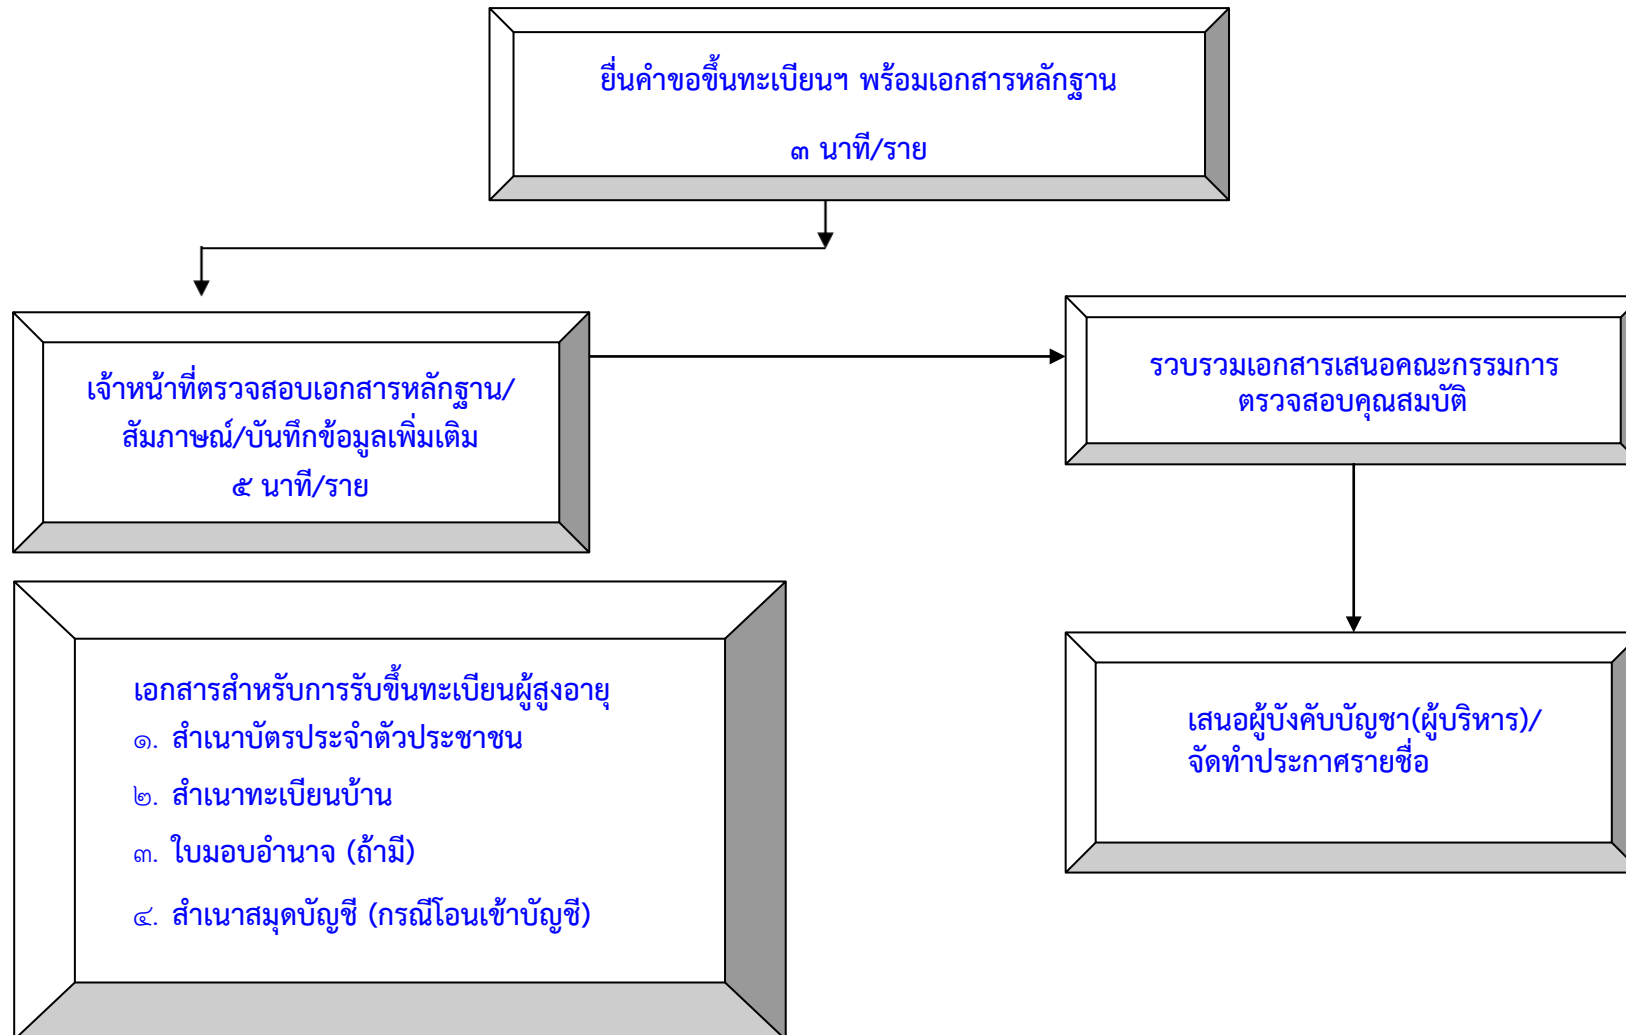 ยื่นคำขอขึ้นทะเบียนฯ พร้อมเอกสารหลักฐาน
๓ นาที/ราย
เจ้าหน้าที่ตรวจสอบเอกสารหลักฐาน/
สัมภาษณ์/บันทึกข้อมูลเพิ่มเติม
๕ นาที/ราย
รวบรวมเอกสารเสนอคณะกรรมการ
ตรวจสอบคุณสมบัติ
เสนอผู้บังคับบัญชา(ผู้บริหาร)/
จัดทำประกาศรายชื่อ
เอกสารสำหรับการรับขึ้นทะเบียนผู้สูงอายุ
๑. สำเนาบัตรประจำตัวประชาชน
๒. สำเนาทะเบียนบ้าน
๓. ใบมอบอำนาจ (ถ้ามี)
๔. สำเนาสมุดบัญชี (กรณีโอนเข้าบัญชี)